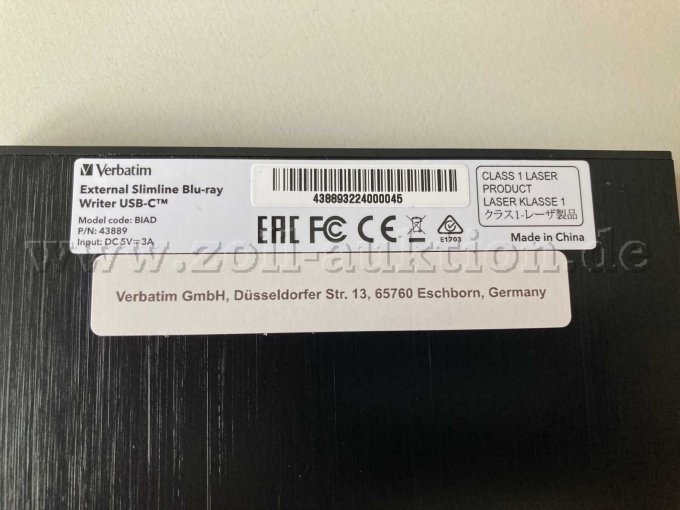 Verbatim
External Slimline Blu-ray
Writer USB-C™
Model code: BIAD
P/N: 43889
Input: DC 5V⎓3A
438893224000045
EAC FC CE
E1703
CLASS 1 LASER
PRODUCT
LASER KLASSE 1
クラス1-レーザ製品
Made in China
www.zoll-auktion.de
Verbatim GmbH, Düsseldorfer Str. 13, 65760 Eschborn, Germany